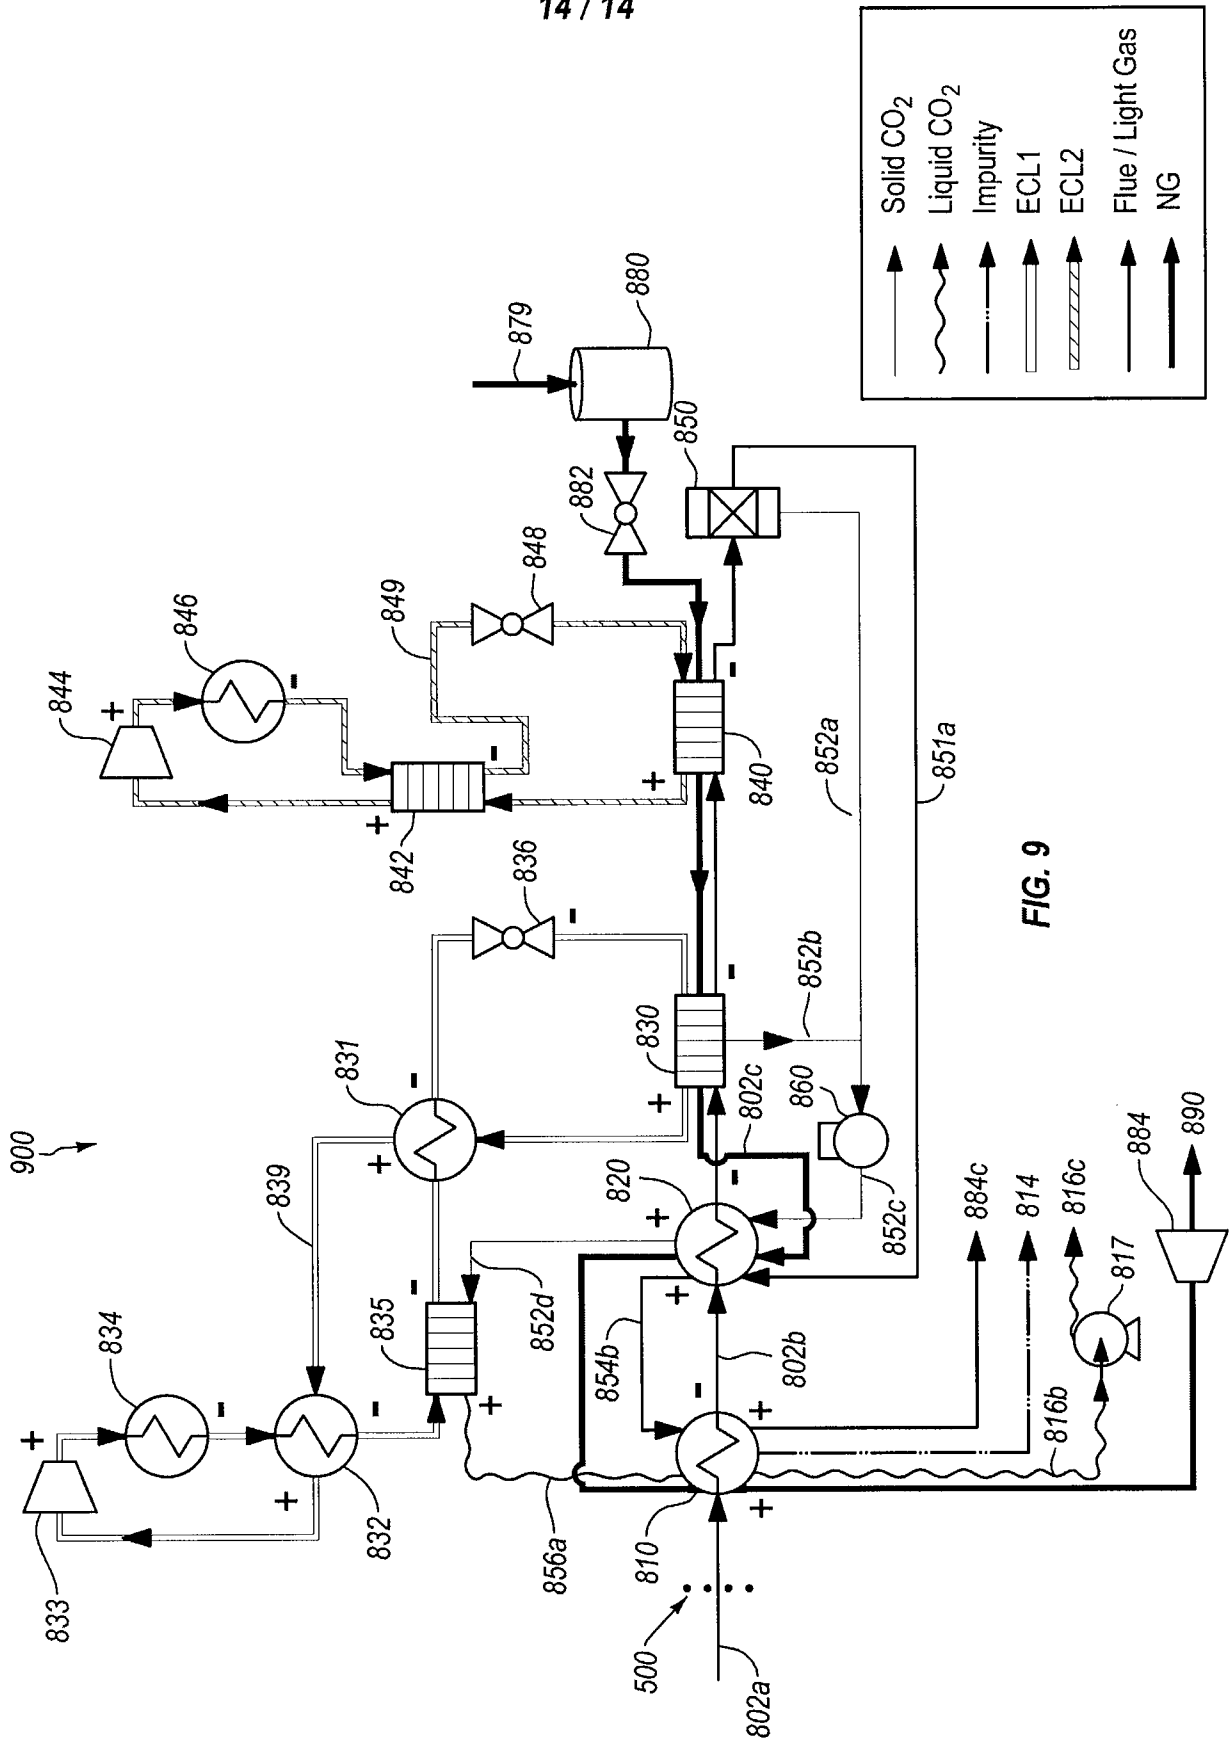 14 / 14
900
833
834
832
839
831
835
836
844
846
842
849
848
879
880
882
850
840
830
852a
851a
852b
802c
860
852c
820
852d
854b
802b
856a
810
500
802a
884c
814
816c
817
816b
884
890
+
-
+
-
+
-
+
-
+
-
+
-
+
-
+
-
+
-
+
+
-
+
+
FIG. 9
Solid CO2
Liquid CO2
Impurity
ECL1
ECL2
Flue / Light Gas
NG